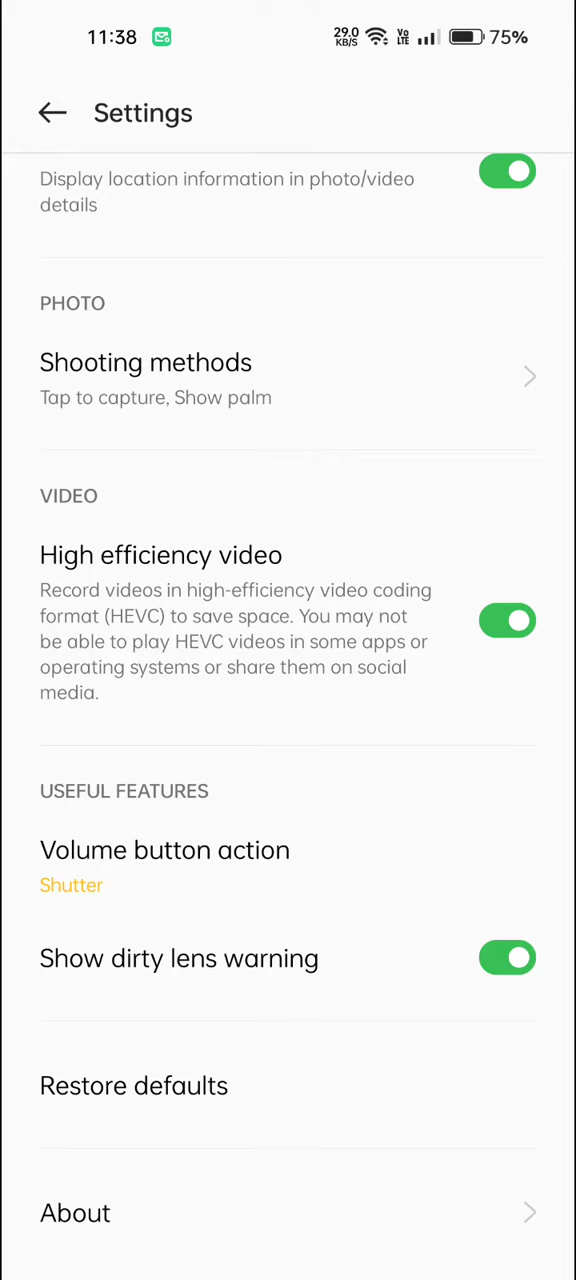 11:38
29.0 KB/S Vo LTE 75%
Settings
Display location information in photo/video
details
PHOTO
Shooting methods
Tap to capture, Show palm
VIDEO
High efficiency video
Record videos in high-efficiency video coding
format (HEVC) to save space. You may not
be able to play HEVC videos in some apps or
operating systems or share them on social
media.
USEFUL FEATURES
Volume button action
Shutter
Show dirty lens warning
Restore defaults
About